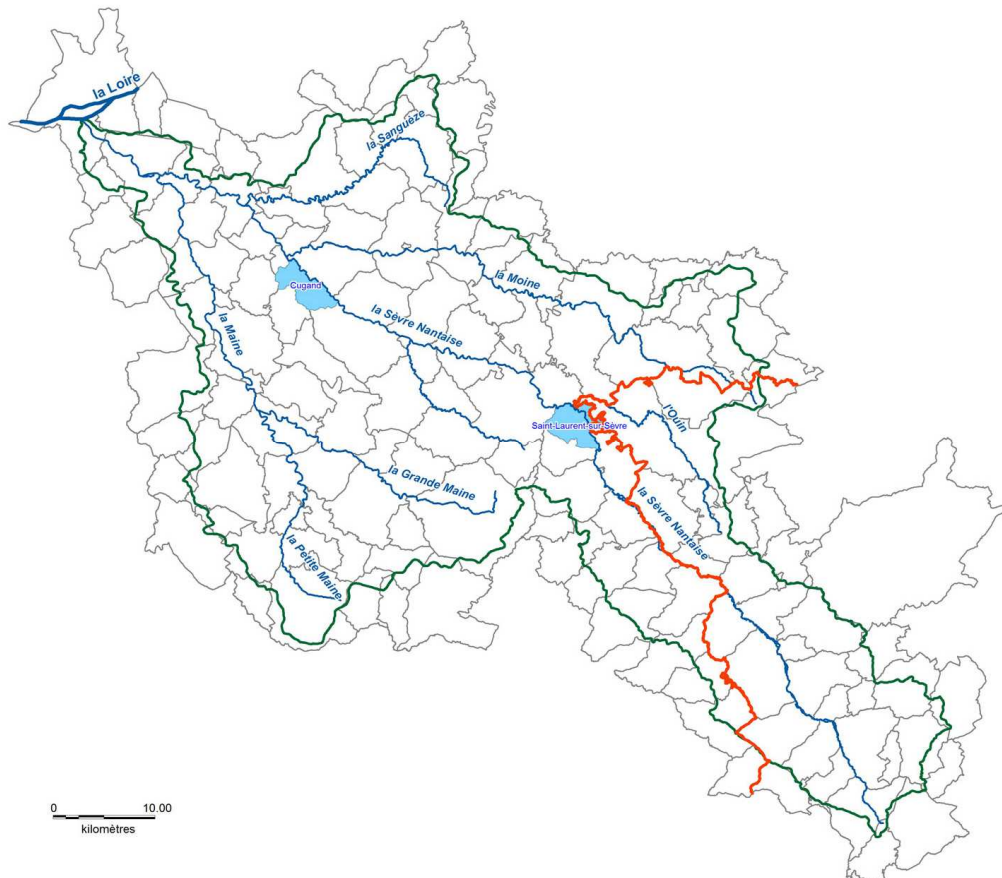 la Loire
la Sanguèze
la Moine
Cugand
la Sèvre Nantaise
la Maine
l'Ouin
Saint-Laurent-sur-Sèvre
la Grande Maine
la Sèvre Nantaise
la Petite Maine
0 10.00
kilomètres